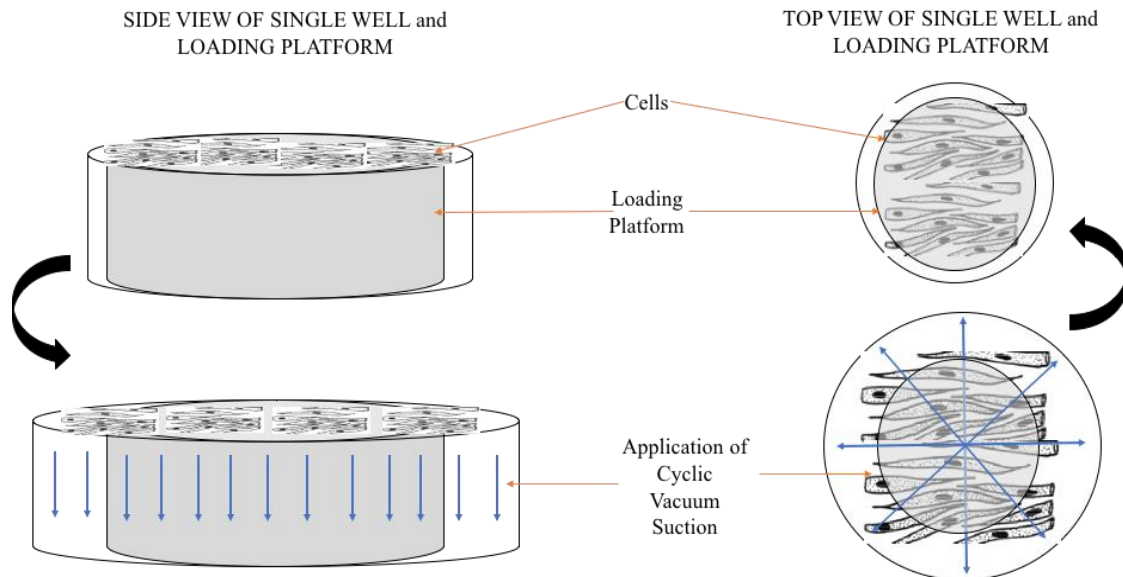 SIDE VIEW OF SINGLE WELL and
LOADING PLATFORM
TOP VIEW OF SINGLE WELL and
LOADING PLATFORM
Cells
Loading
Platform
Application of
Cyclic
Vacuum
Suction